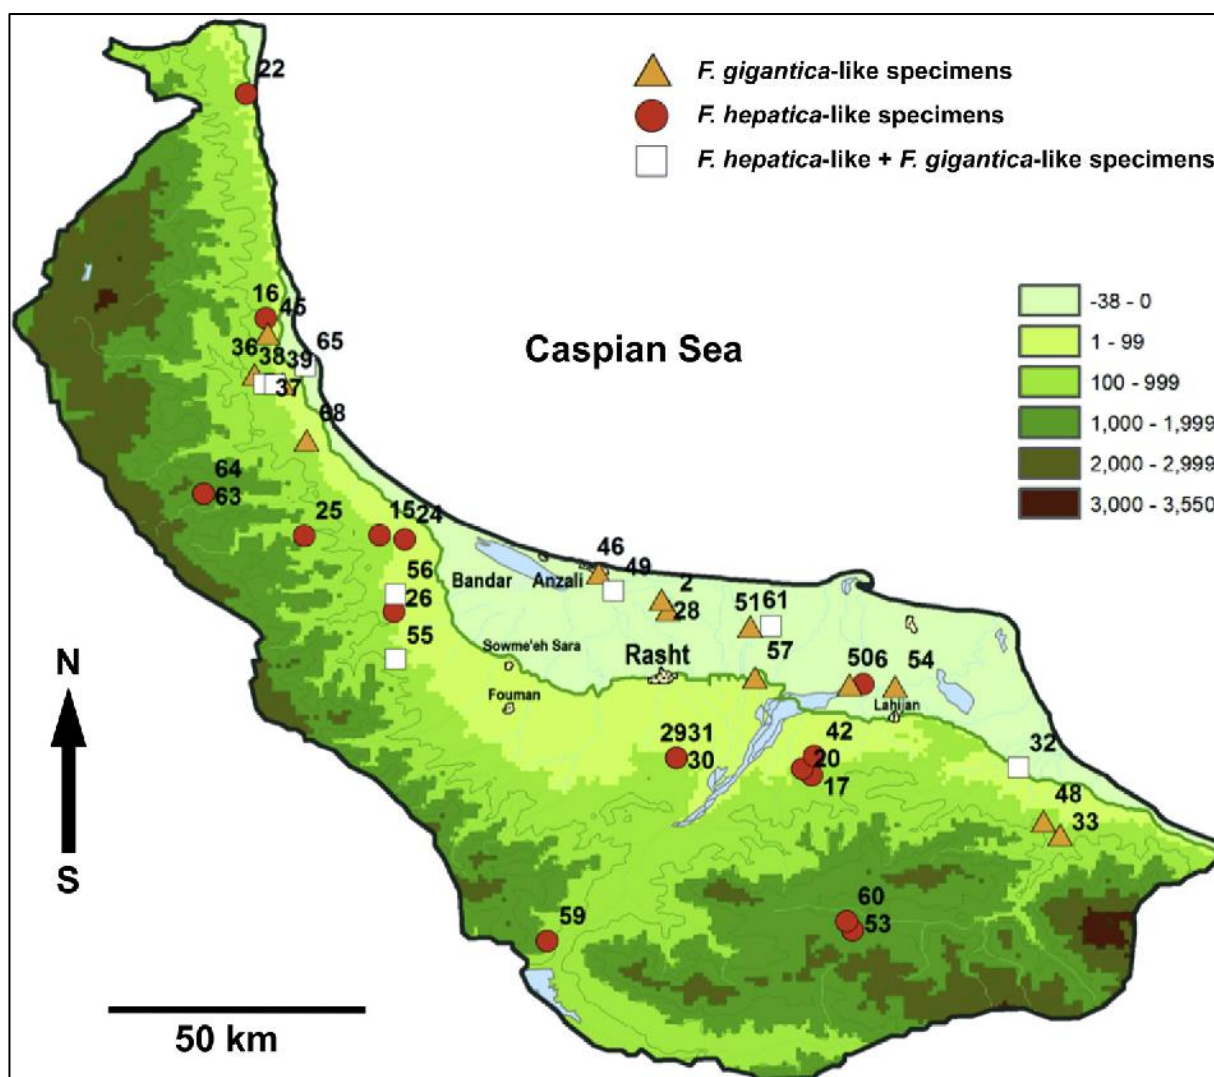 22
F. gigantica-like specimens
F. hepatica-like specimens
F. hepatica-like + F. gigantica-like specimens
-38 - 0
1 - 99
100 - 999
1,000 - 1,999
2,000 - 2,999
3,000 - 3,550
16
45
Caspian Sea
65
36
38
39
37
68
64
63
25
15
24
56
26
55
46
49
Bandar Anzali
2
28
51
61
Sowme'eh Sara
Rasht
57
50
6
54
Fouman
Lahijan
29
31
30
42
20
17
32
48
33
60
53
59
N
S
50 km